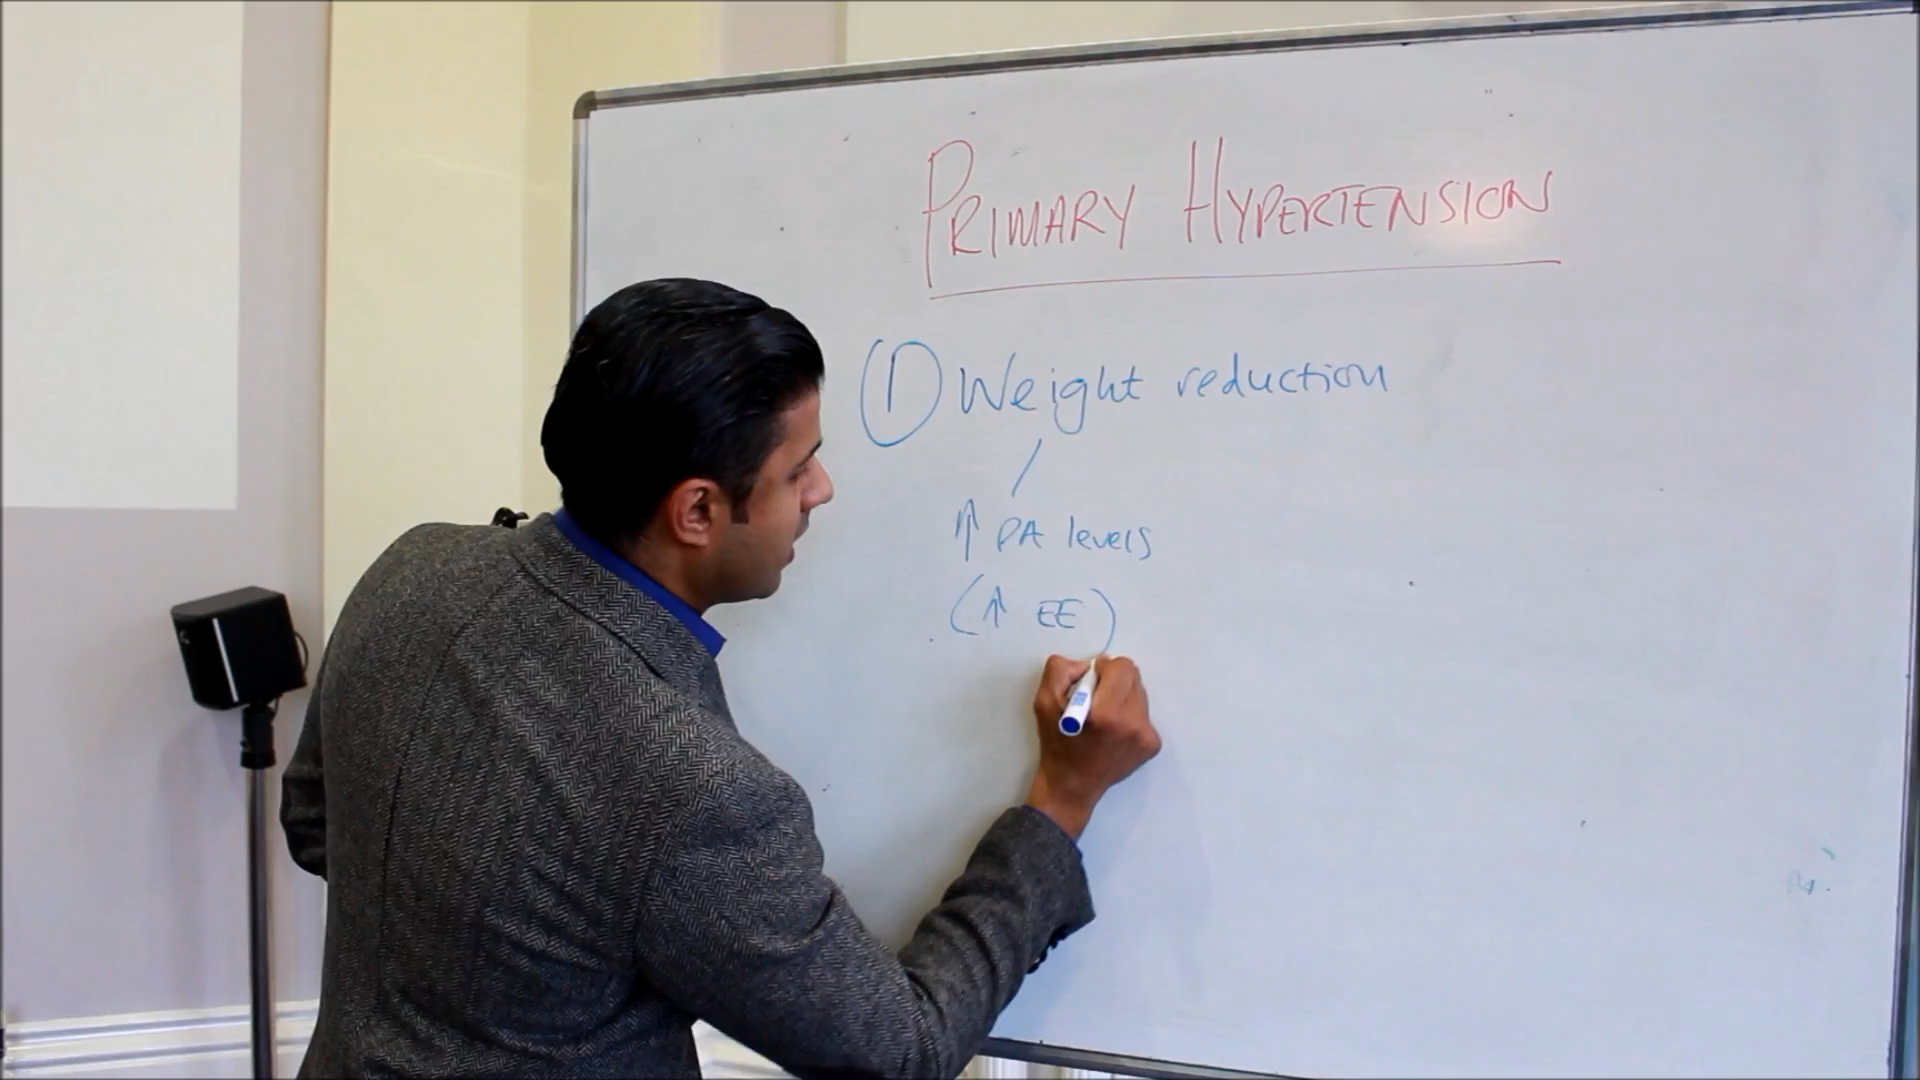 PRIMARY HYPERTENSION
① Weight reduction
↑ PA levels
(↑ EE)